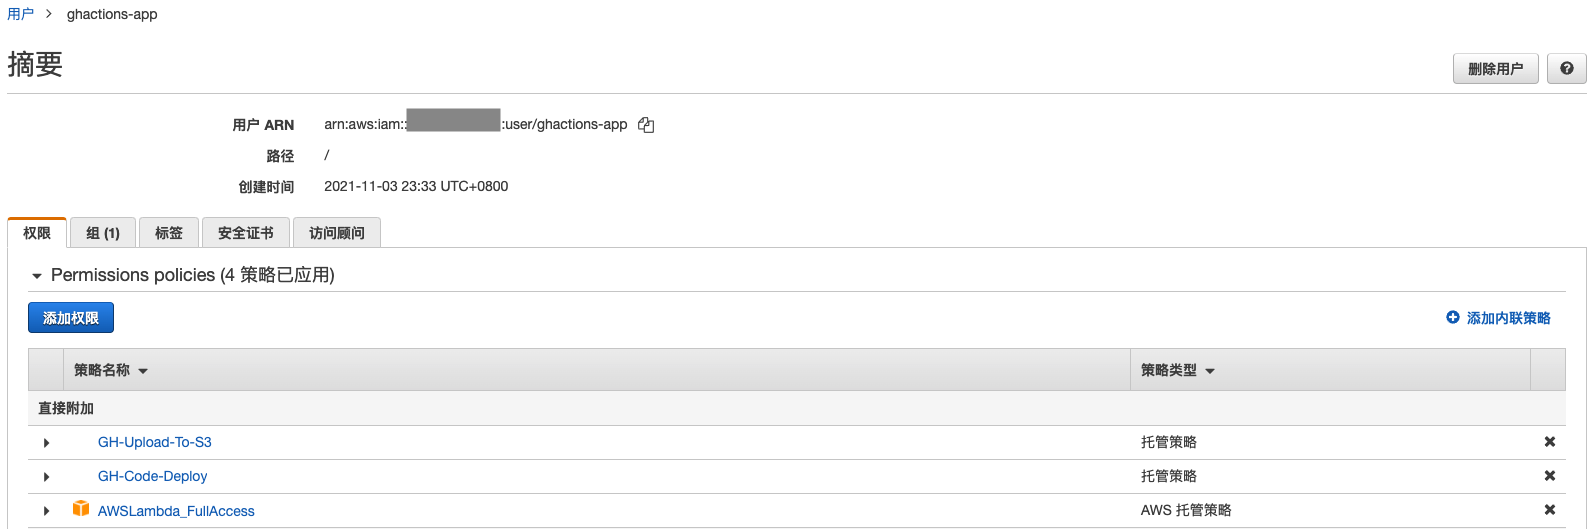 用户 > ghactions-app
摘要
删除用户
用户 ARN arn:aws:iam:: :user/ghactions-app
路径 /
创建时间 2021-11-03 23:33 UTC+0800
权限 组 (1) 标签 安全证书 访问顾问
Permissions policies (4 策略已应用)
添加权限 添加内联策略
策略名称 策略类型
直接附加
GH-Upload-To-S3 托管策略
GH-Code-Deploy 托管策略
AWSLambda_FullAccess AWS 托管策略